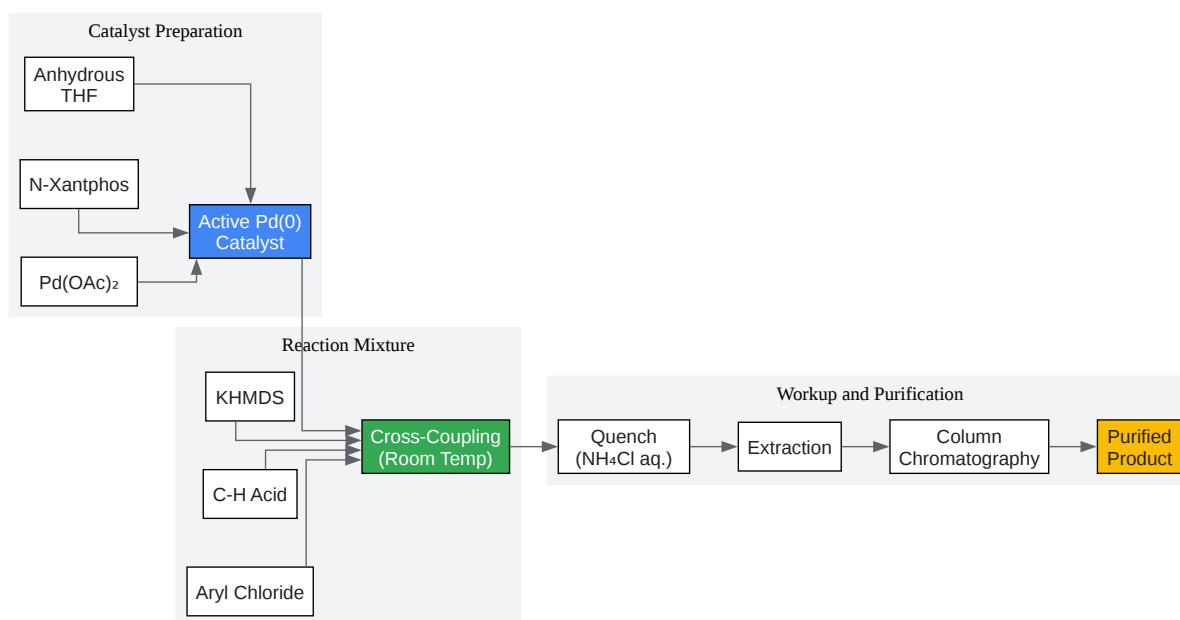 Catalyst Preparation
Anhydrous
THF
N-Xantphos
Active Pd(0)
Catalyst
Pd(OAc)₂
Reaction Mixture
KHMDS
Cross-Coupling
(Room Temp)
C-H Acid
Aryl Chloride
Workup and Purification
Quench
(NH₄Cl aq.)
Extraction
Column
Chromatography
Purified
Product